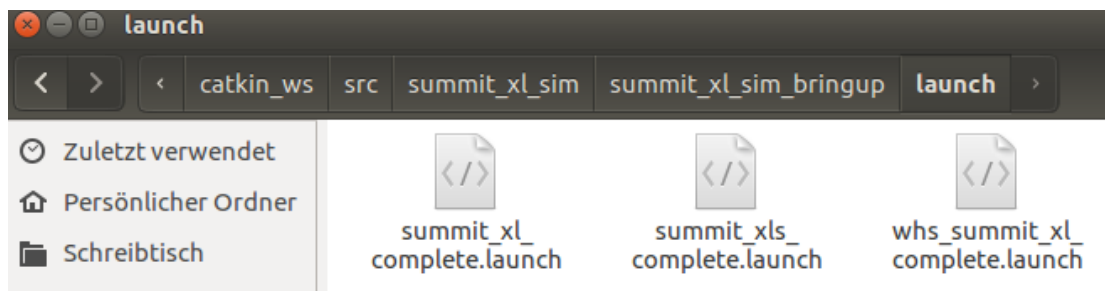 launch
catkin_ws src summit_xl_sim summit_xl_sim_bringup launch
Zuletzt verwendet
Persönlicher Ordner
Schreibtisch
summit_xl_
complete.launch
summit_xls_
complete.launch
whs_summit_xl_
complete.launch